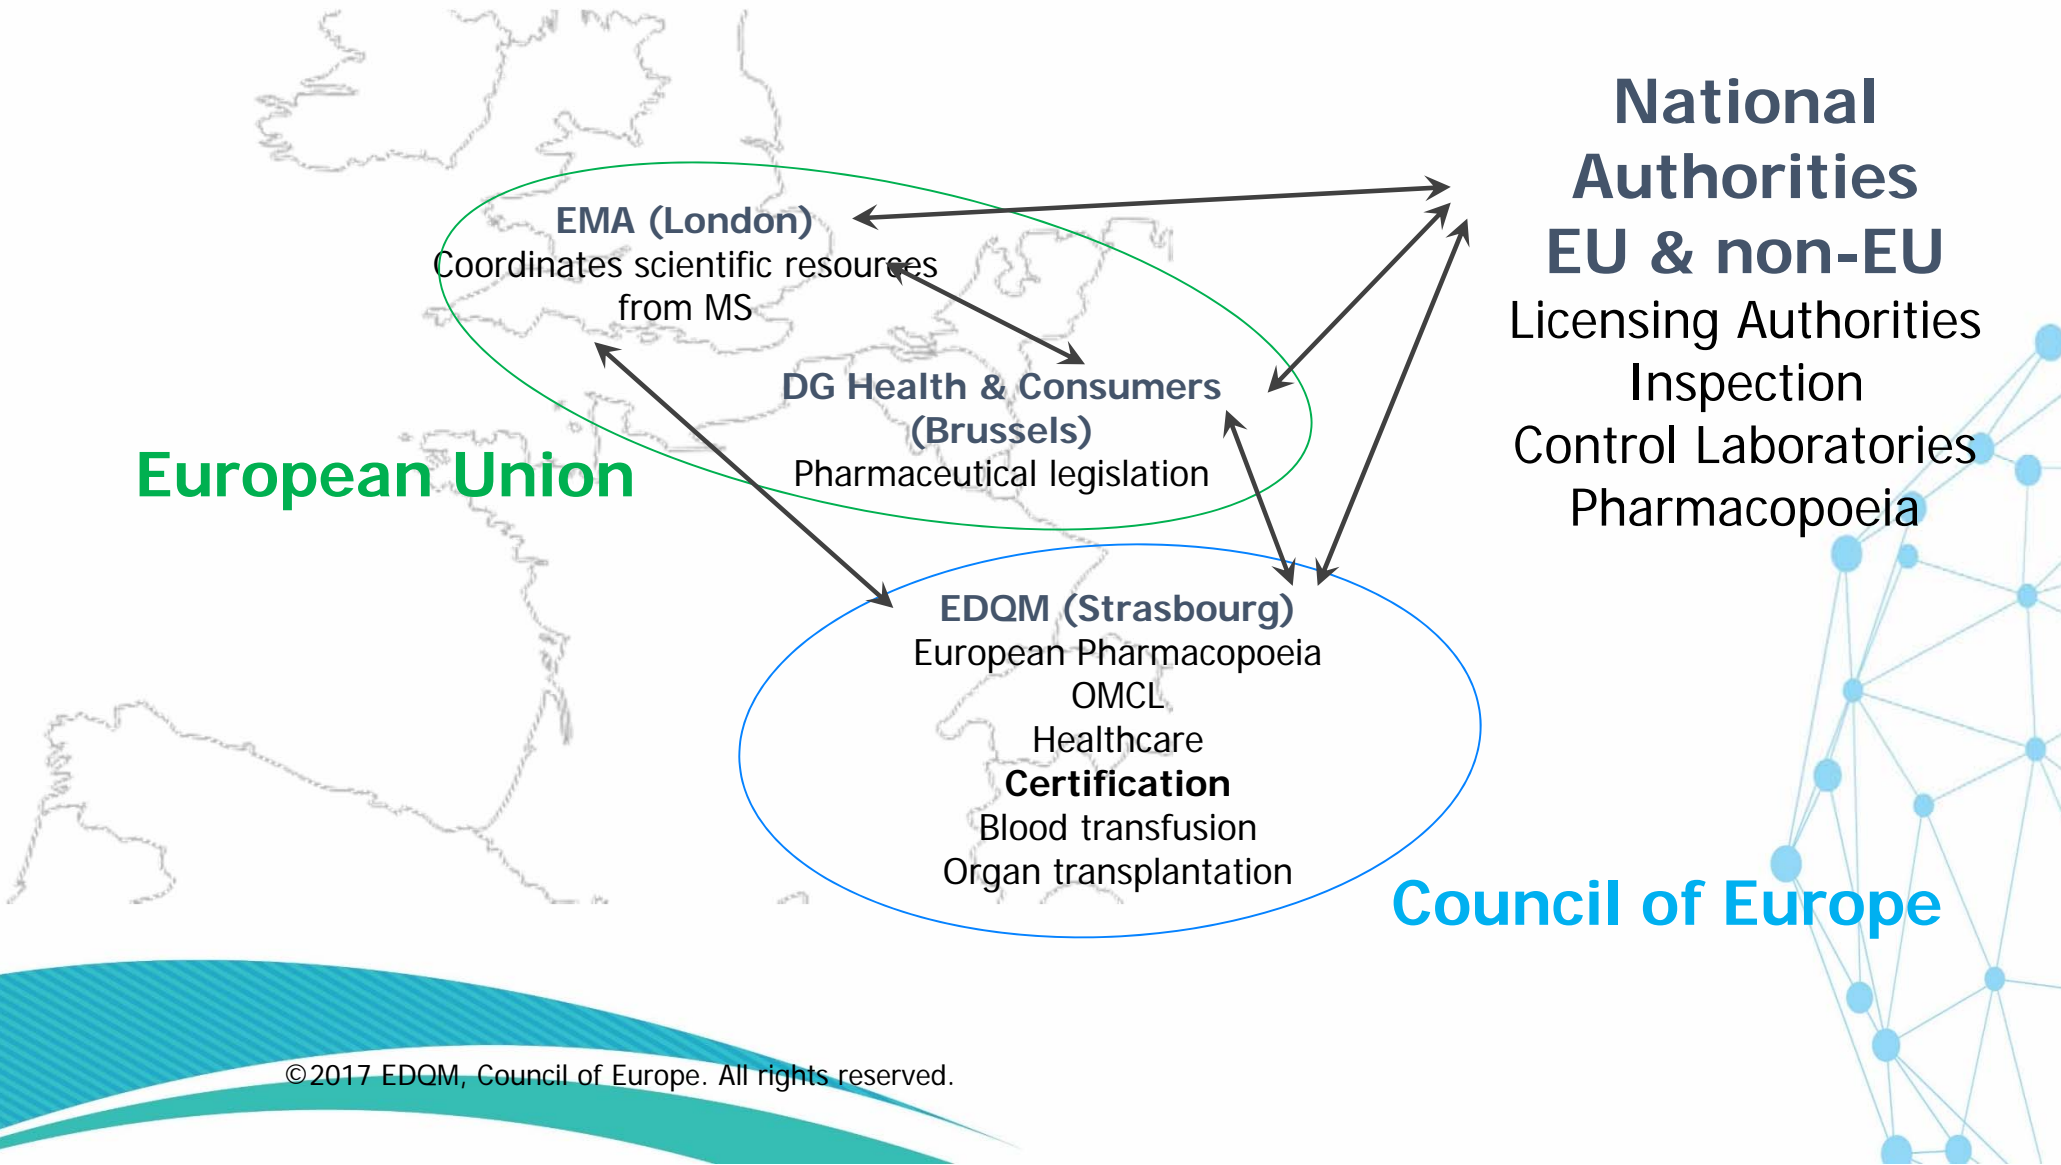 National
Authorities
EU & non-EU
Licensing Authorities
Inspection
Control Laboratories
Pharmacopoeia
EMA (London)
Coordinates scientific resources
from MS
DG Health & Consumers
(Brussels)
Pharmaceutical legislation
European Union
EDQM (Strasbourg)
European Pharmacopoeia
OMCL
Healthcare
Certification
Blood transfusion
Organ transplantation
Council of Europe
©2017 EDQM, Council of Europe. All rights reserved.